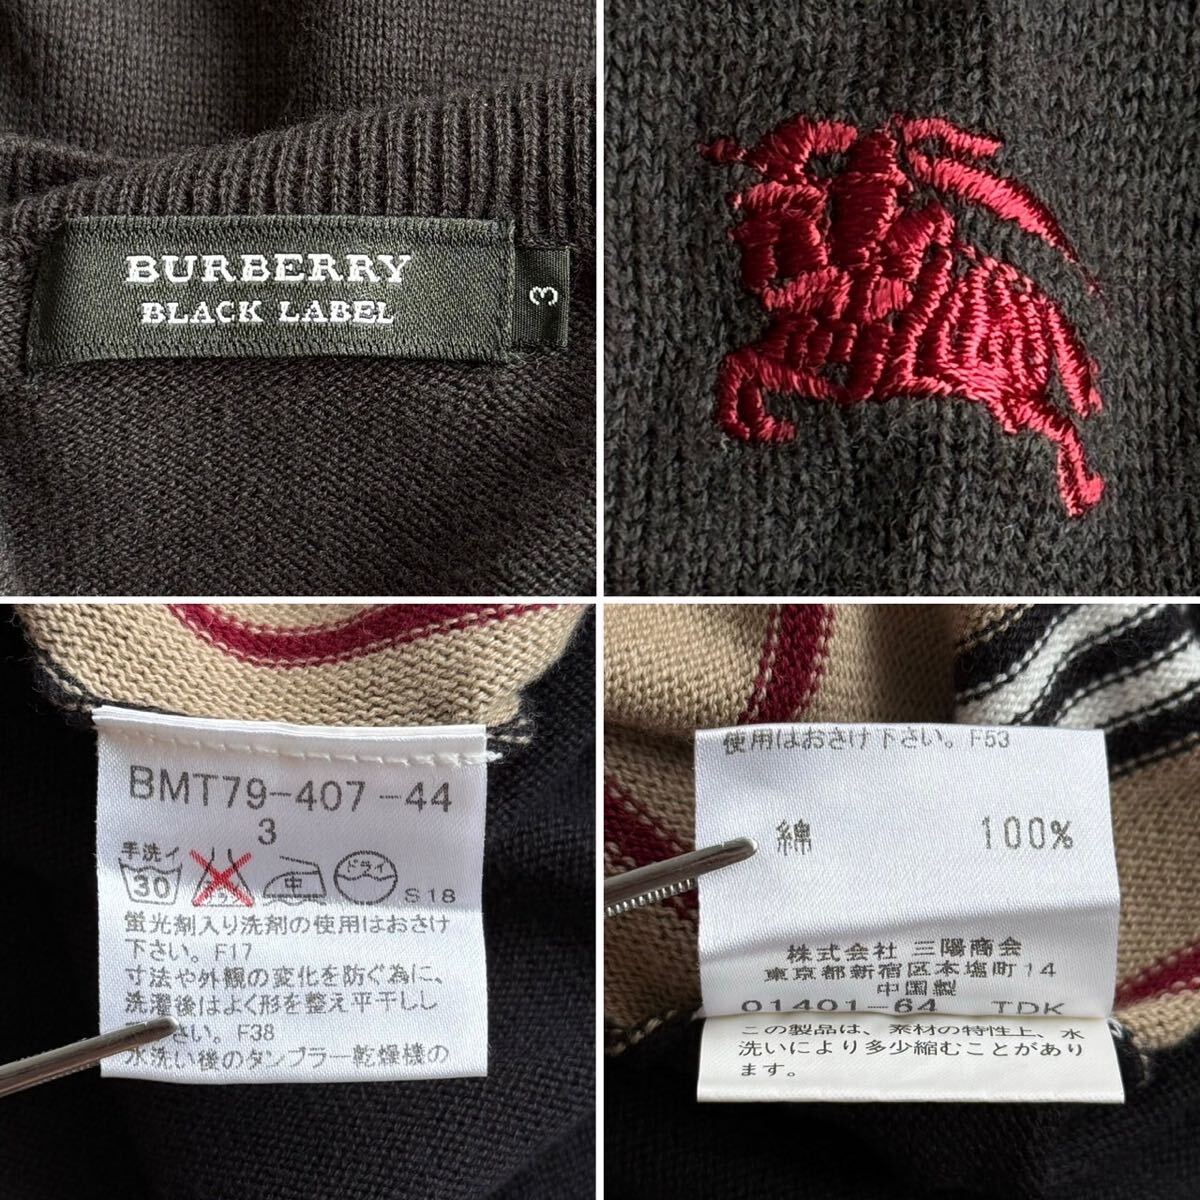 BURBERRY
BLACK LABEL
3
BMT79-407-44
3
手洗イ
30
中
ドライ
S18
蛍光剤入り洗剤の使用はおさけ
下さい。F17
寸法や外観の変化を防ぐ為に、
洗濯後はよく形を整え平干しし
さい。F38
水洗い後のタンブラー乾燥機の
使用はおさけ下さい。F53
綿 100%
株式会社 三陽商会
東京都新宿区本塩町14
中国製
01401-64 TDK
この製品は、素材の特性上、水
洗いにより多少縮むことがあり
ます。